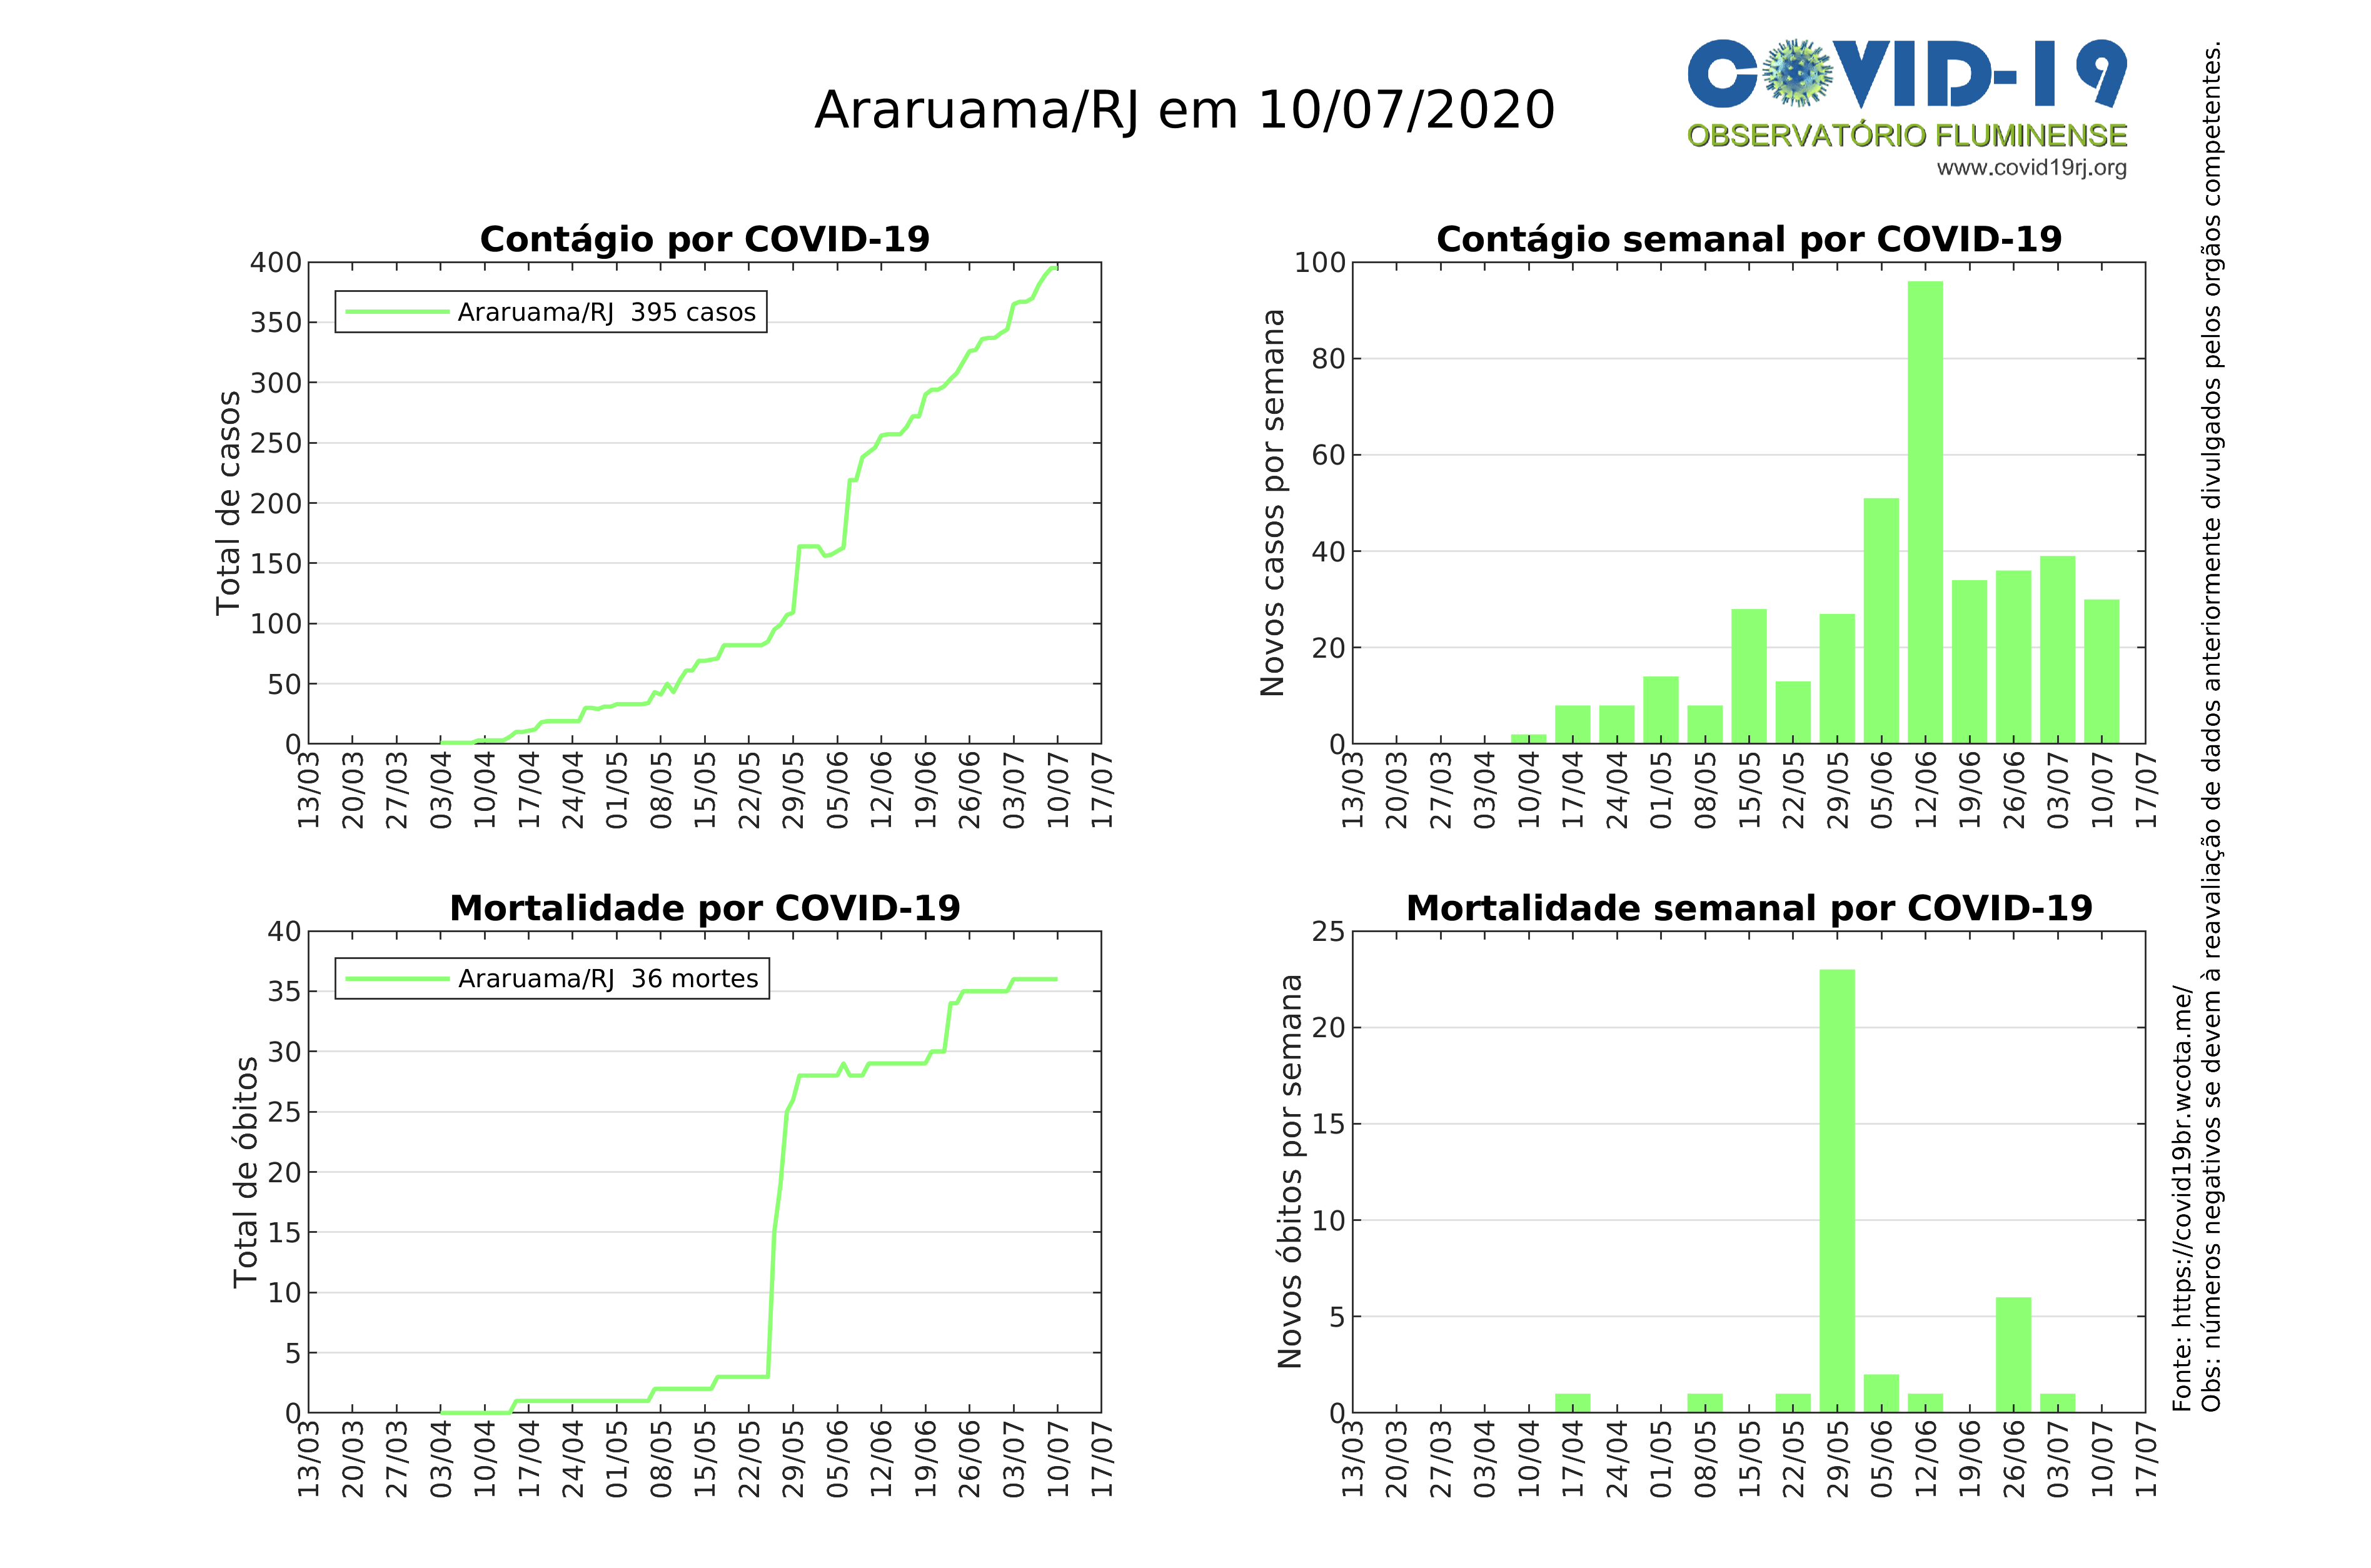 Araruama/RJ em 10/07/2020
COVID-19
OBSERVATÓRIO FLUMINENSE
www.covid19rj.org
Contágio por COVID-19
Total de casos
400
350
300
250
200
150
100
50
0
Araruama/RJ 395 casos
13/03 20/03 27/03 03/04 10/04 17/04 24/04 01/05 08/05 15/05 22/05 29/05 05/06 12/06 19/06 26/06 03/07 10/07 17/07
Contágio semanal por COVID-19
Novos casos por semana
100
80
60
40
20
0
13/03 20/03 27/03 03/04 10/04 17/04 24/04 01/05 08/05 15/05 22/05 29/05 05/06 12/06 19/06 26/06 03/07 10/07 17/07
Mortalidade por COVID-19
Total de óbitos
40
35
30
25
20
15
10
5
0
Araruama/RJ 36 mortes
13/03 20/03 27/03 03/04 10/04 17/04 24/04 01/05 08/05 15/05 22/05 29/05 05/06 12/06 19/06 26/06 03/07 10/07 17/07
Mortalidade semanal por COVID-19
Novos óbitos por semana
25
20
15
10
5
0
13/03 20/03 27/03 03/04 10/04 17/04 24/04 01/05 08/05 15/05 22/05 29/05 05/06 12/06 19/06 26/06 03/07 10/07 17/07
Fonte: https://covid19br.wcota.me/
Obs: números negativos se devem à reavaliação de dados anteriormente divulgados pelos orgãos competentes.